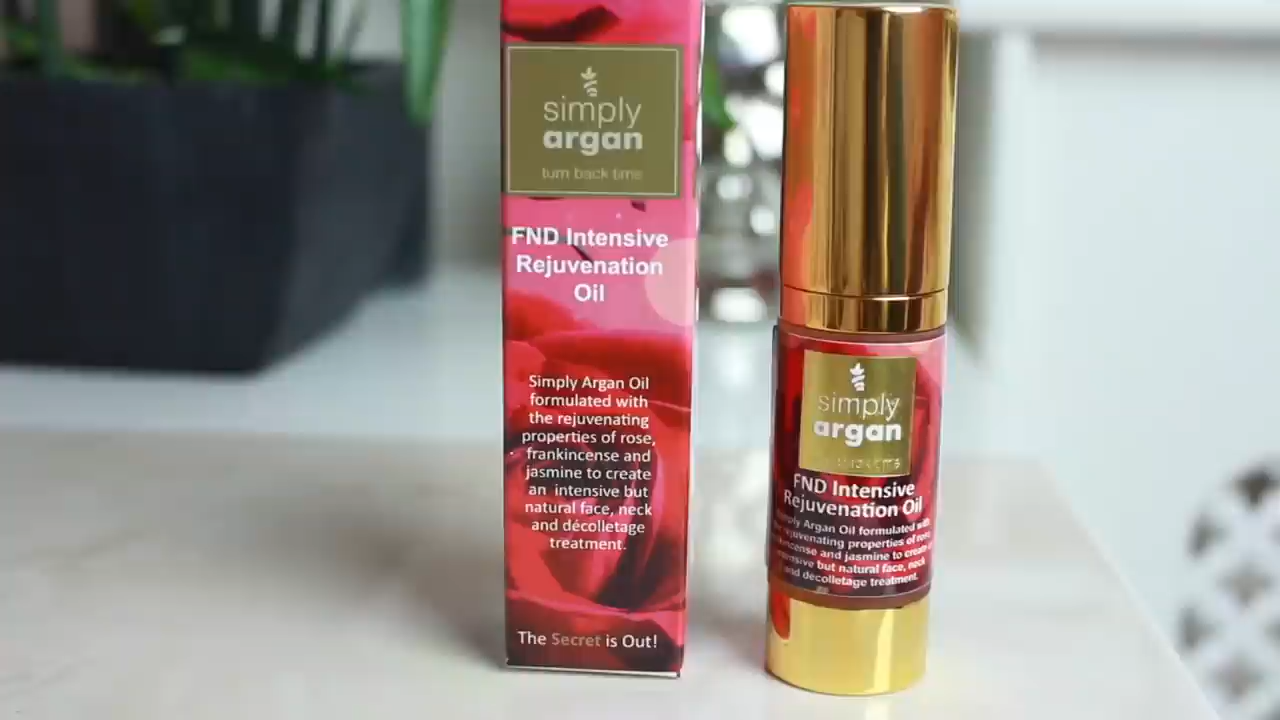 simply
argan
turn back time
FND Intensive
Rejuvenation
Oil
Simply Argan Oil
formulated with
the rejuvenating
properties of rose,
frankincense and
jasmine to create
an intensive but
natural face, neck
and décolletage
treatment.
The Secret is Out!
simply
argan
FND Intensive
Rejuvenation Oil
Argan Oil formulated with
rejuvenating properties of rose,
and jasmine to create
but natural face, neck
and décolletage treatment.